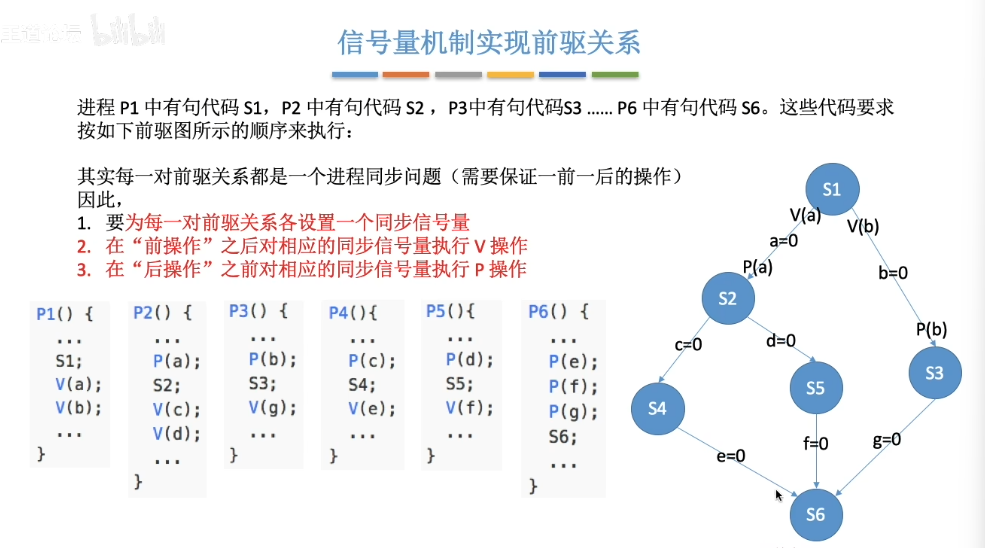 bilibili
信号量机制实现前驱关系
进程 P1 中有句代码 S1，P2 中有句代码 S2 ，P3中有句代码S3 ...... P6 中有句代码 S6。这些代码要求
按如下前驱图所示的顺序来执行：
其实每一对前驱关系都是一个进程同步问题（需要保证一前一后的操作）
因此，
1. 要为每一对前驱关系各设置一个同步信号量
2. 在“前操作”之后对相应的同步信号量执行 V 操作
3. 在“后操作”之前对相应的同步信号量执行 P 操作
P1() {
...
S1;
V(a);
V(b);
...
}
P2() {
...
P(a);
S2;
V(c);
V(d);
...
}
P3() {
...
P(b);
S3;
V(g);
...
}
P4(){
...
P(c);
S4;
V(e);
...
}
P5(){
...
P(d);
S5;
V(f);
...
}
P6() {
...
P(e);
P(f);
P(g);
S6;
...
}
S1
V(a)
V(b)
a=0
P(a)
b=0
S2
P(b)
c=0
d=0
S3
S5
S4
f=0
g=0
e=0
S6